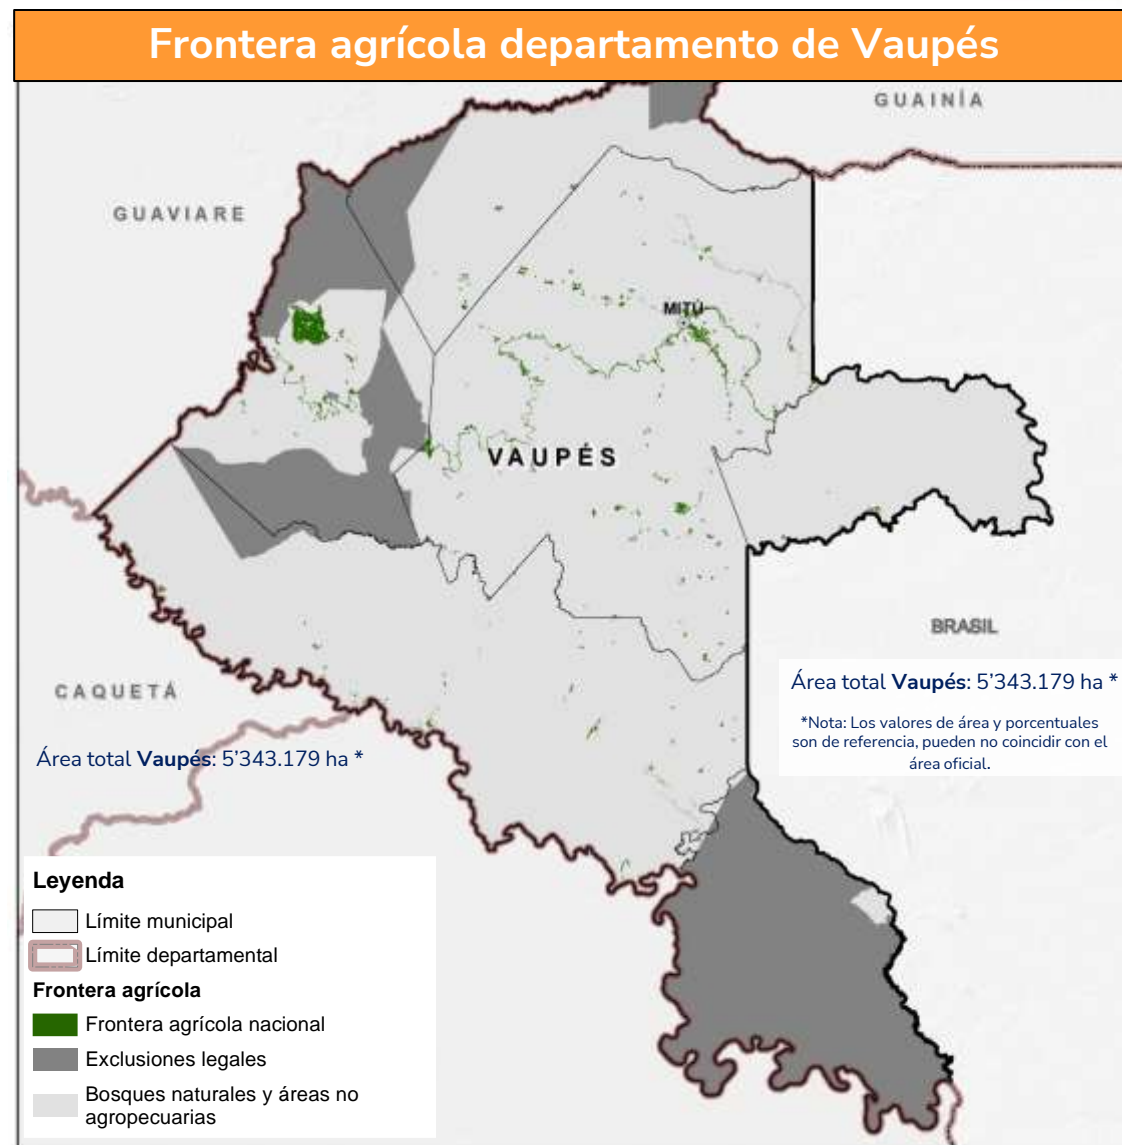 Frontera agrícola departamento de Vaupés
GUAINÍA
GUAVIARE
MITÚ
VAUPÉS
BRASIL
CAQUETÁ
Área total Vaupés: 5’343.179 ha *
*Nota: Los valores de área y porcentuales
son de referencia, pueden no coincidir con el
área oficial.
Área total Vaupés: 5’343.179 ha *
Leyenda
Límite municipal
Límite departamental
Frontera agrícola
Frontera agrícola nacional
Exclusiones legales
Bosques naturales y áreas no
agropecuarias